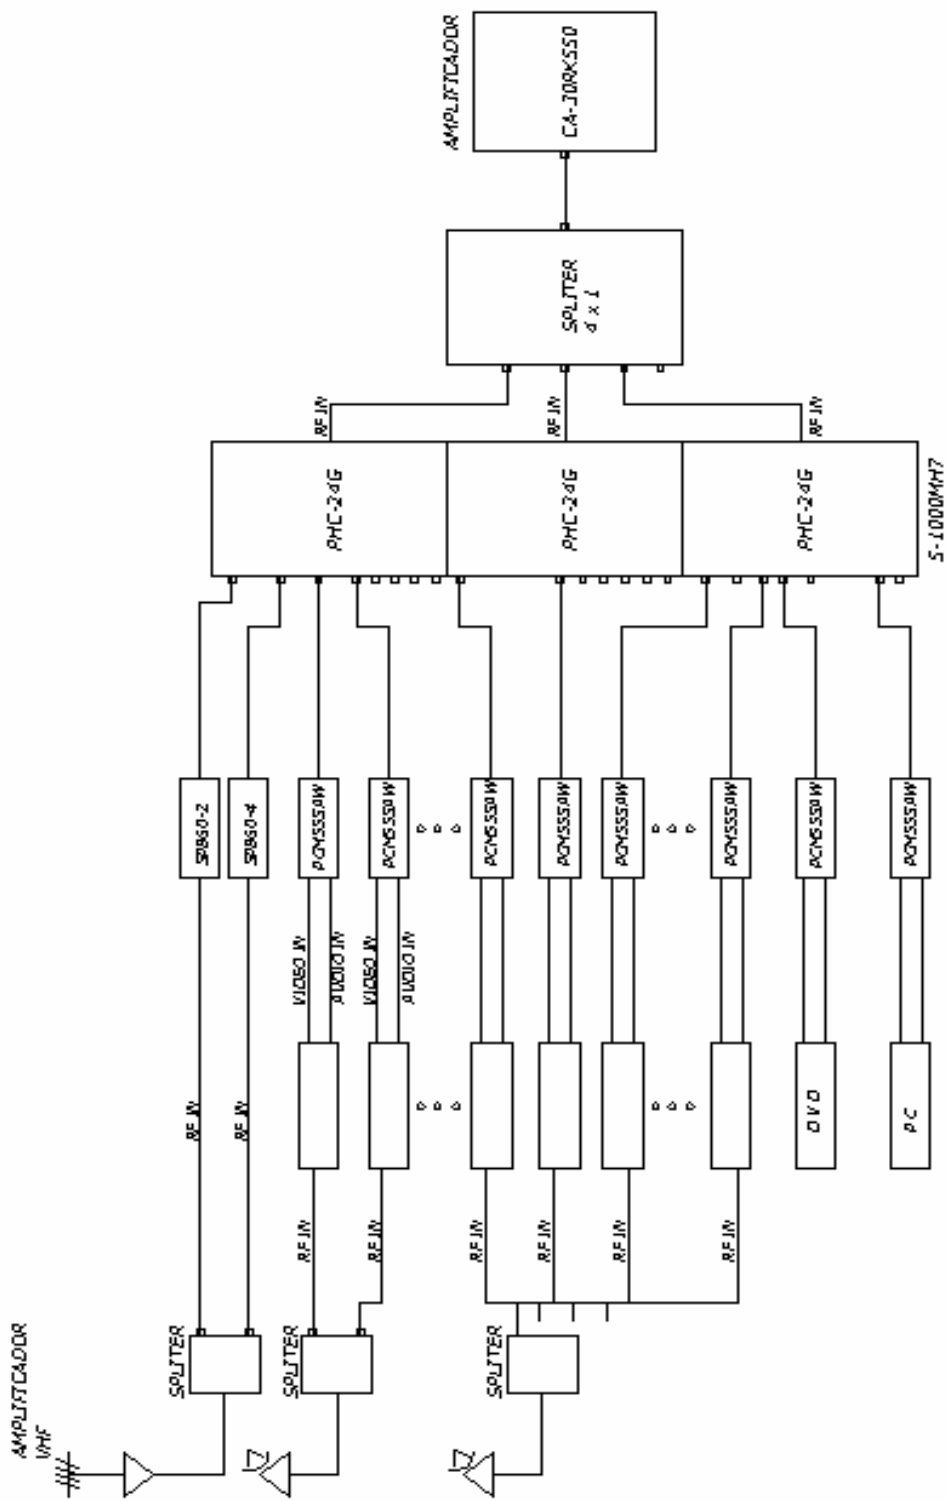 AMPLIFICADOR
VHF
SPLITER
RF IN
SP860-2
RF IN
SP860-4
SPLITER
VIDEO IN
RF IN
PCM55SAW
RF IN
AUDIO IN
PHC-24G
VIDEO IN
RF IN
PCM55SAW
AUDIO IN
AMPLIFICADOR
SPLITER
RF IN
PCM55SAW
RF IN
PCM55SAW
RF IN
PHC-24G
SPLITER
4 x 1
CA-30RK550
RF IN
PCM55SAW
RF IN
PCM55SAW
DVD
PCM55SAW
RF IN
PHC-24G
PC
PCM55SAW
5-1000MHZ